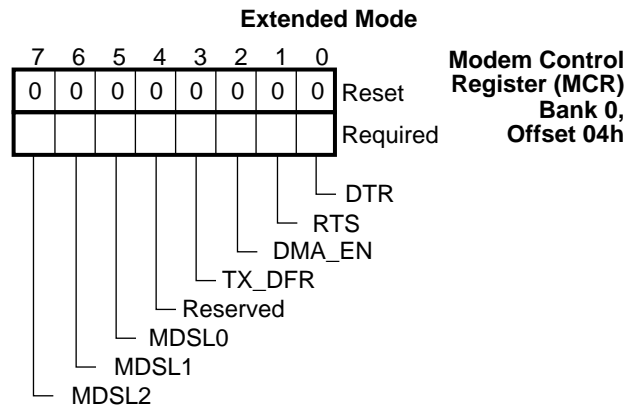 Extended Mode
7 6 5 4 3 2 1 0
Modem Control
Register (MCR)
Bank 0,
Offset 04h
0 0 0 0 0 0 0 0 Reset
Required
DTR
RTS
DMA_EN
TX_DFR
Reserved
MDSL0
MDSL1
MDSL2